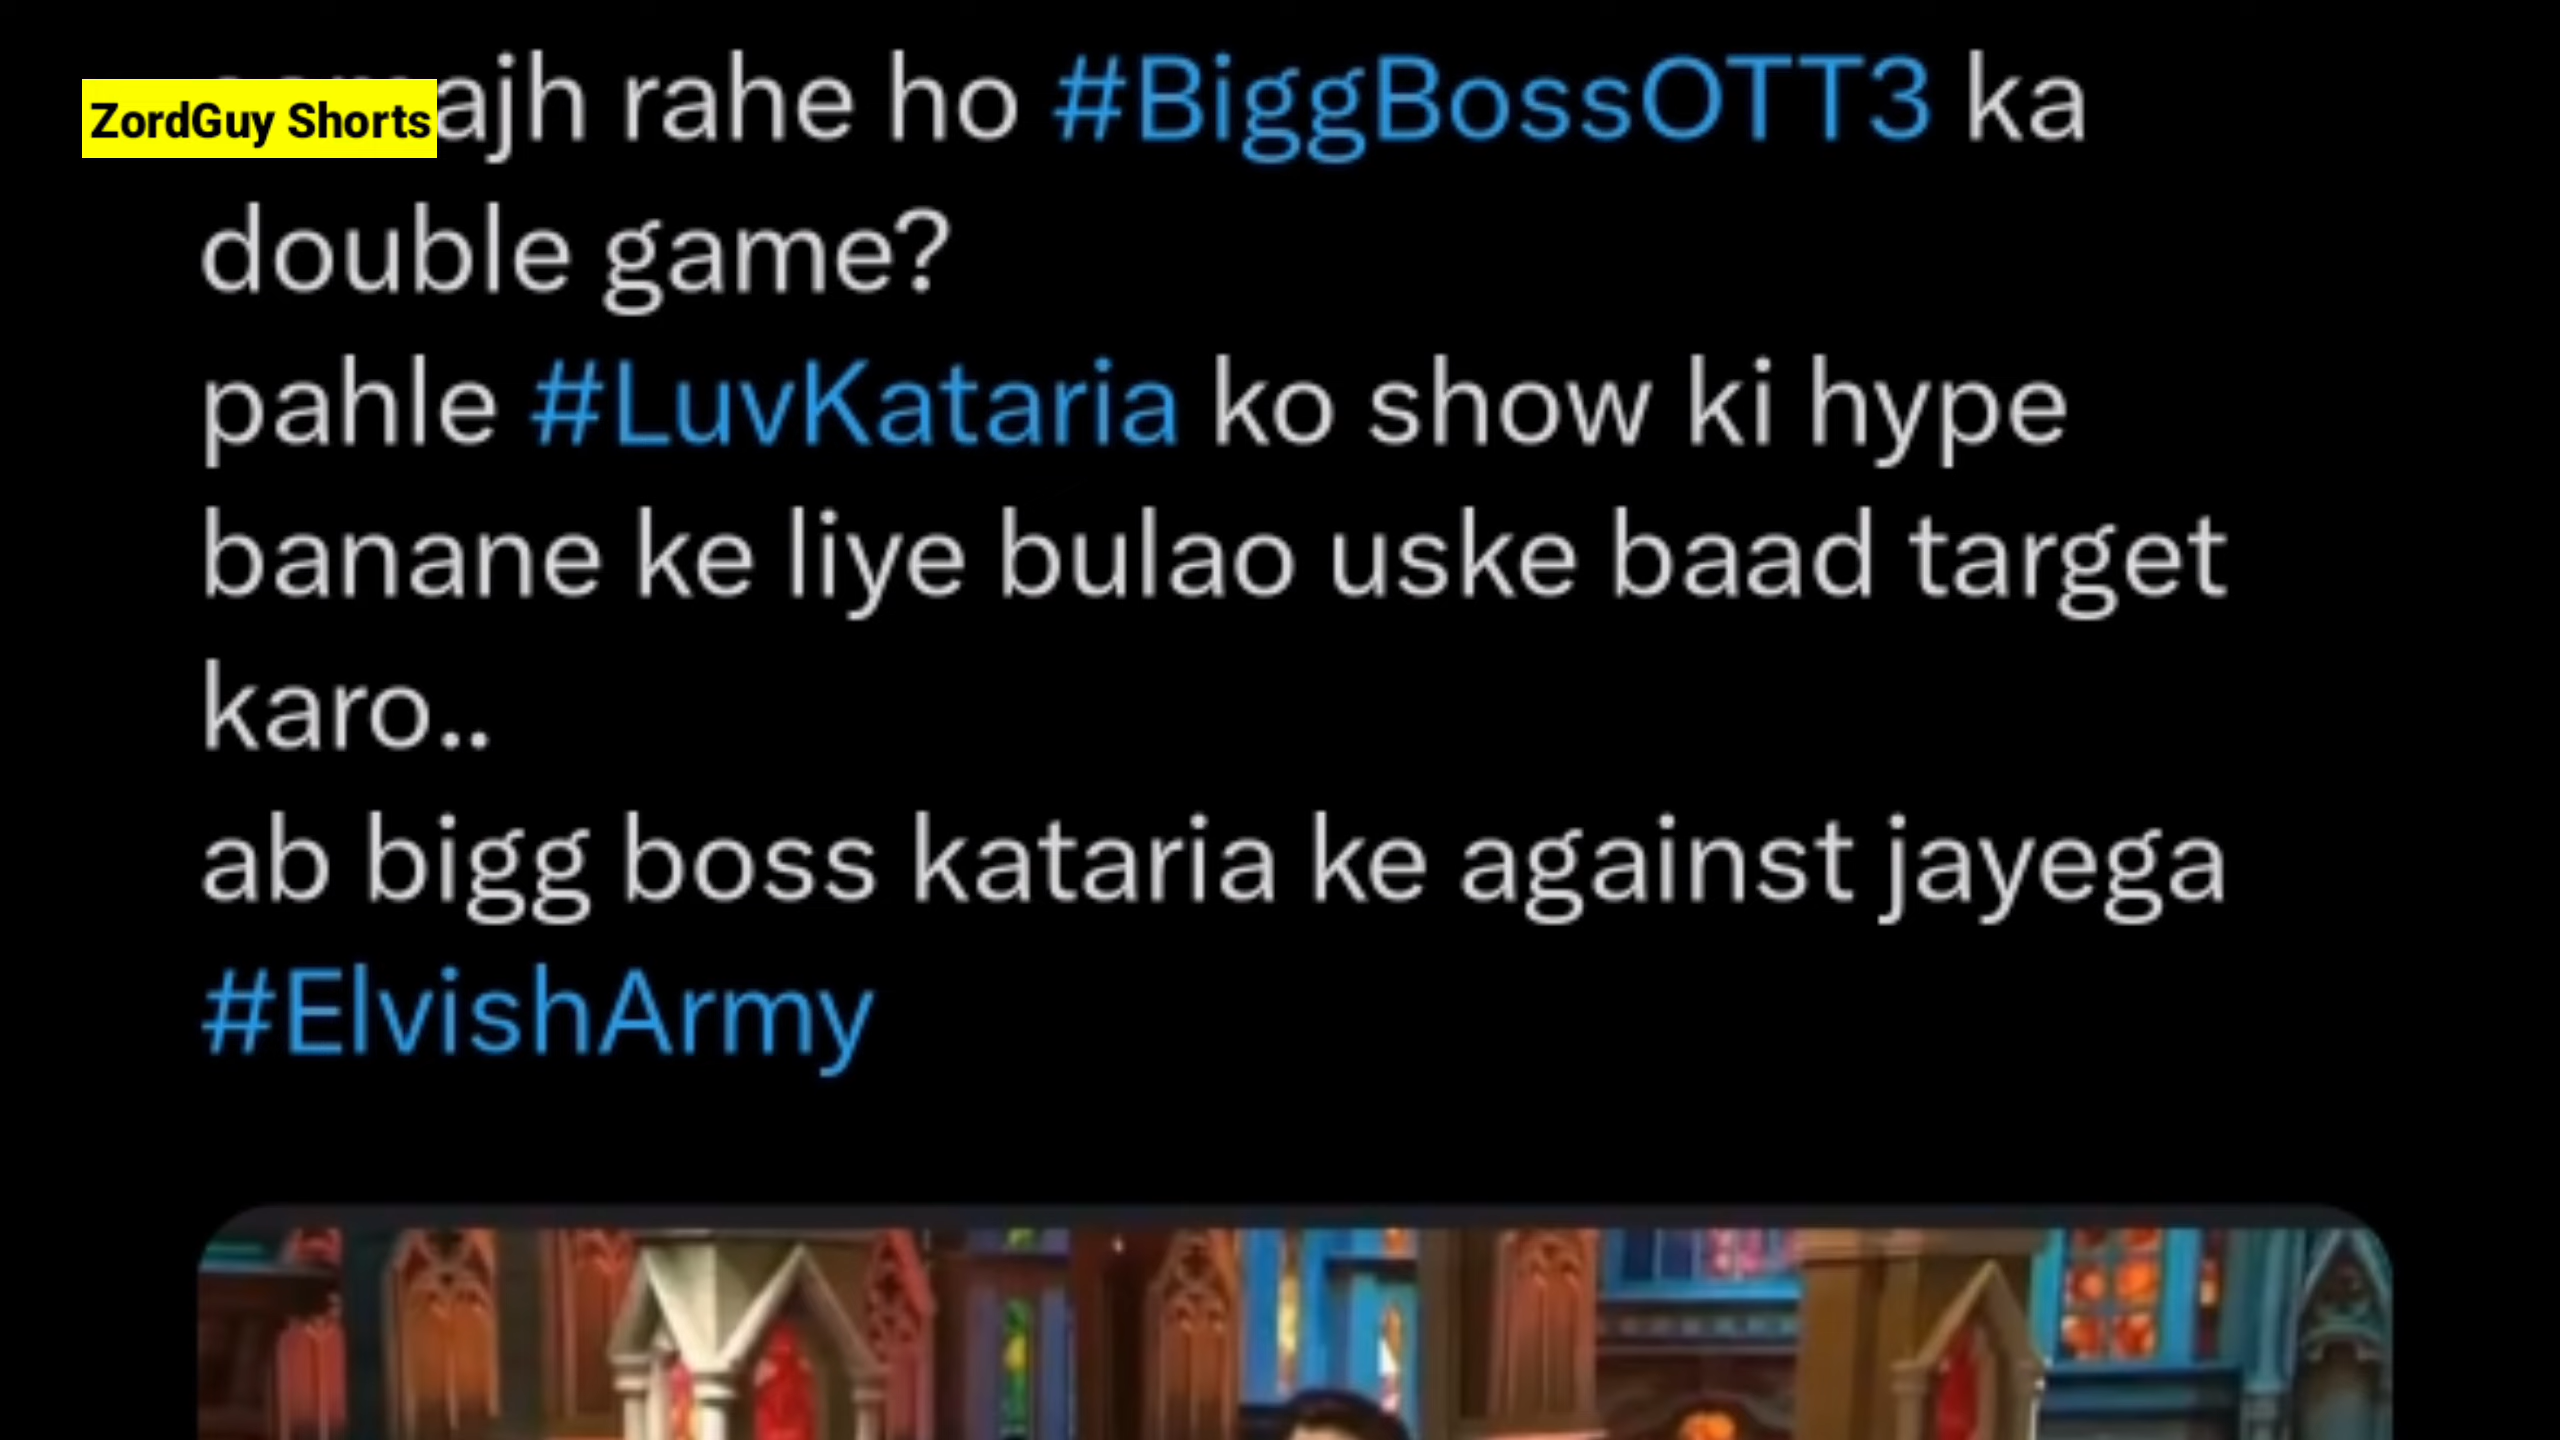 ZordGuy Shorts
rahe ho #BiggBossOTT3 ka
double game?
pahle #LuvKataria ko show ki hype
banane ke liye bulao uske baad target
karo..
ab bigg boss kataria ke against jayega
#ElvishArmy